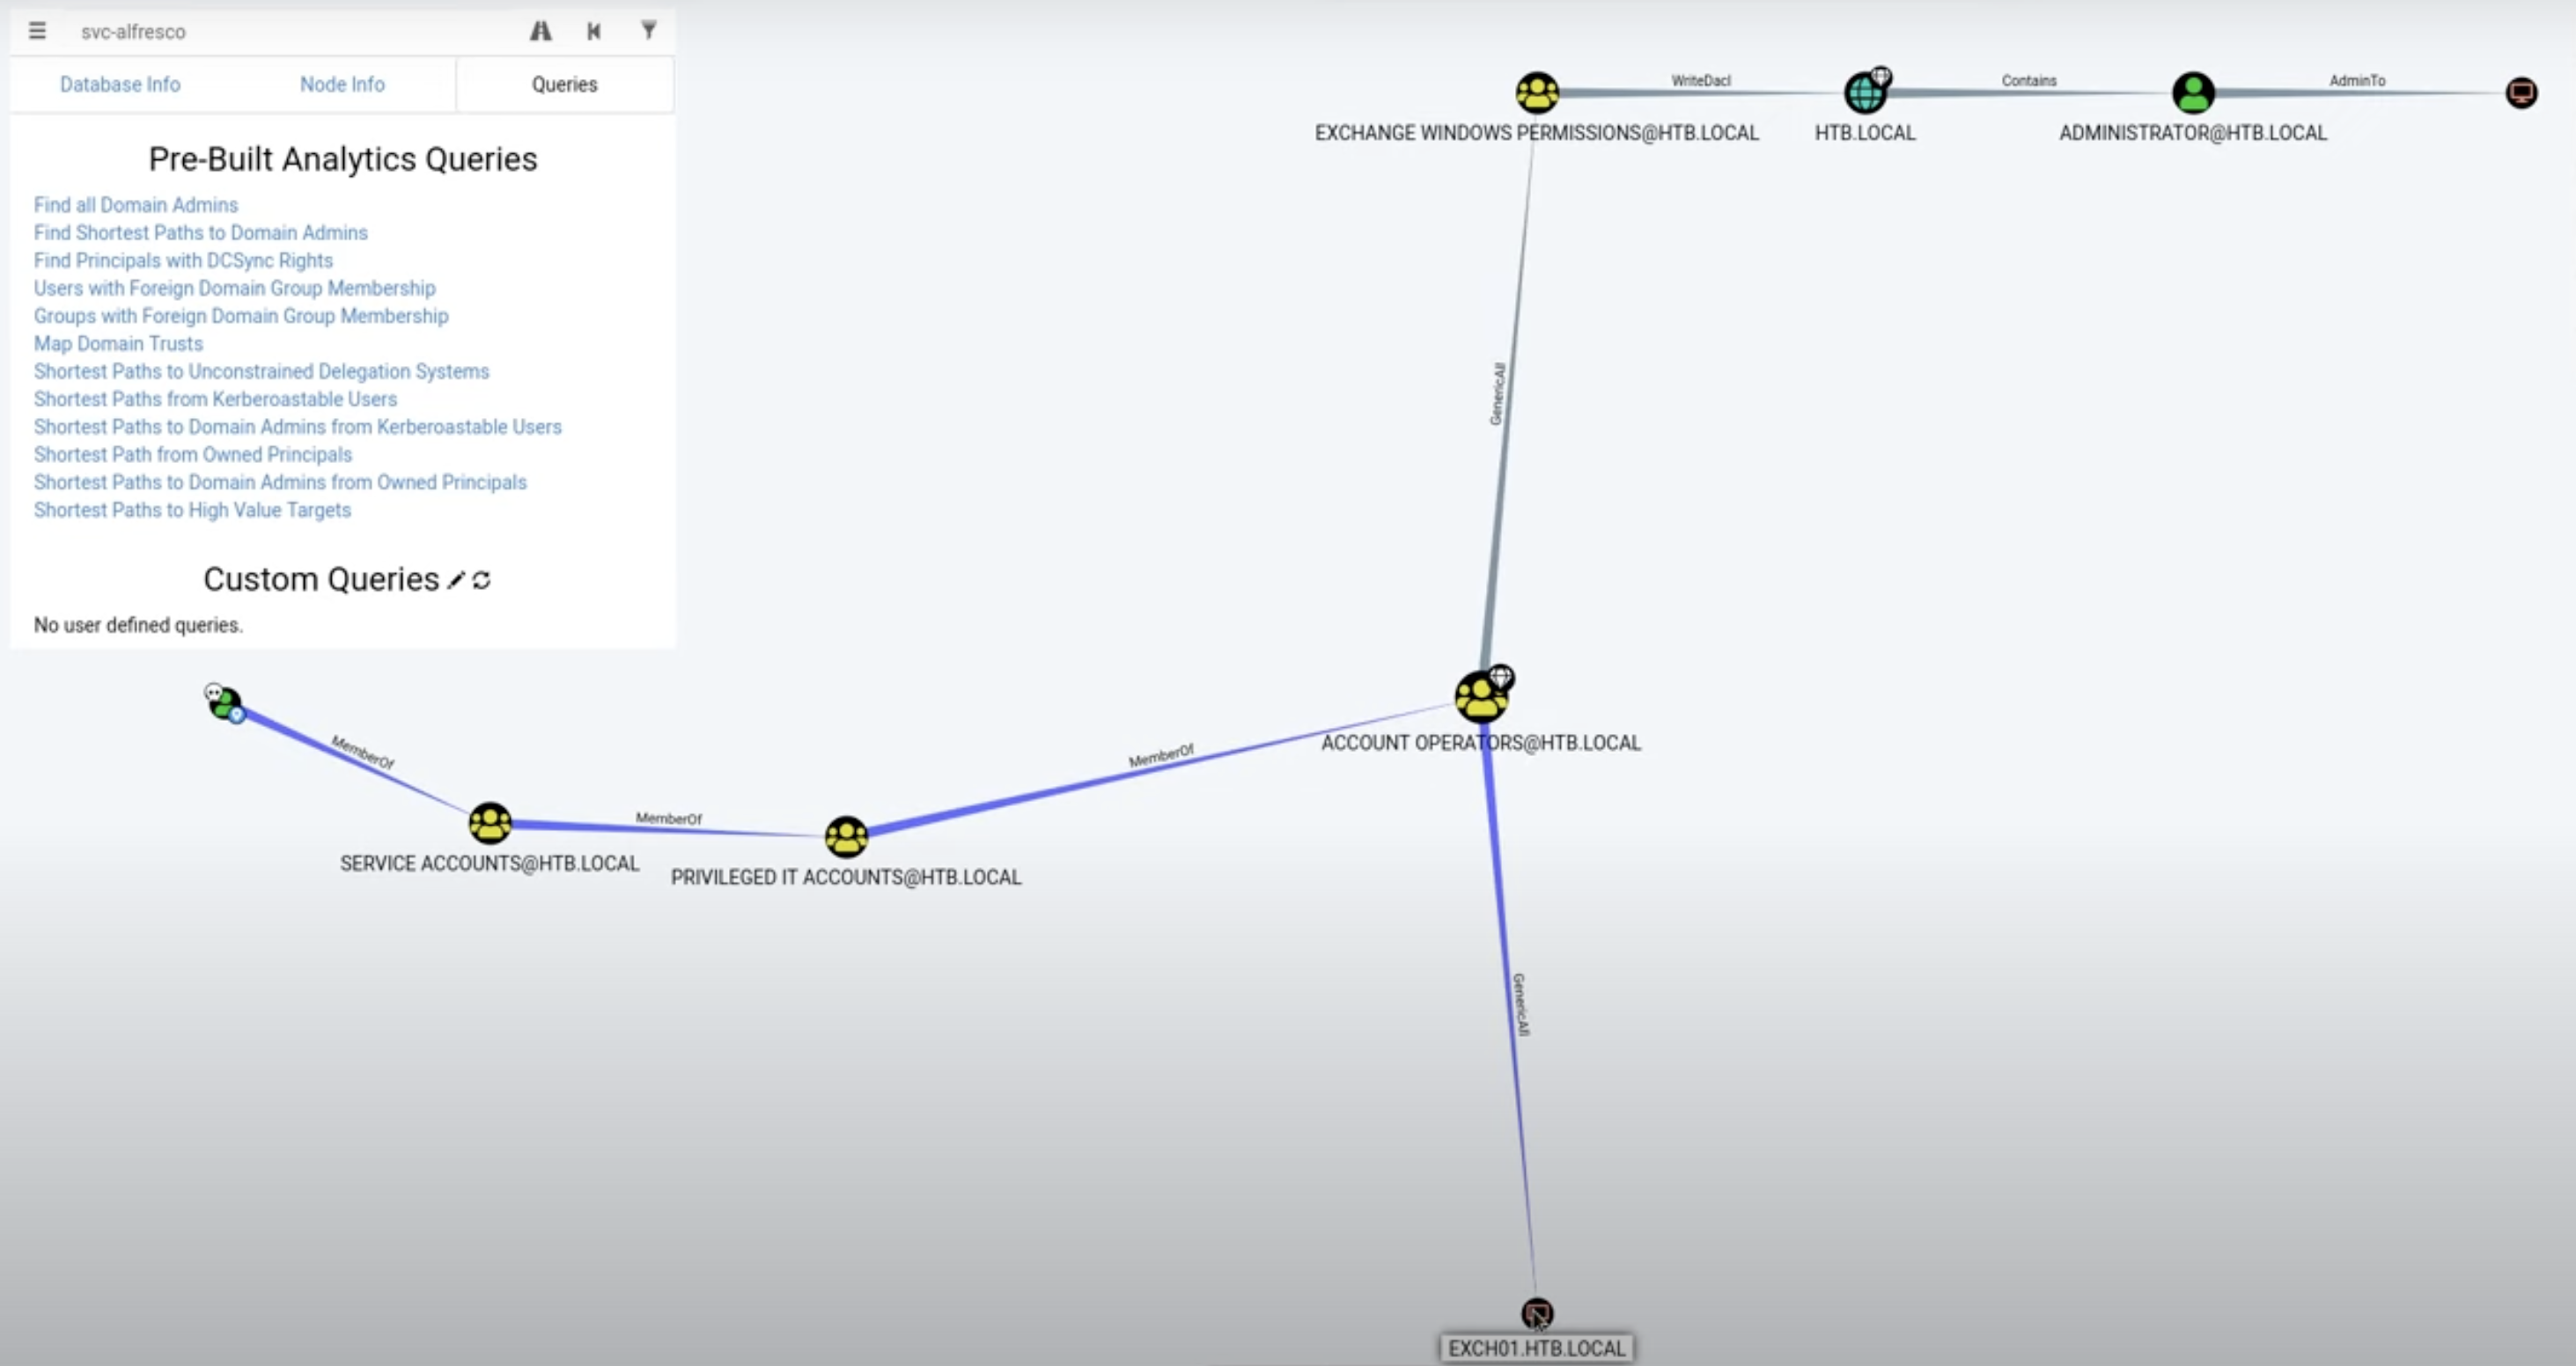 svc-alfresco
Database Info
Node Info
Queries
Pre-Built Analytics Queries
Find all Domain Admins
Find Shortest Paths to Domain Admins
Find Principals with DCSync Rights
Users with Foreign Domain Group Membership
Groups with Foreign Domain Group Membership
Map Domain Trusts
Shortest Paths to Unconstrained Delegation Systems
Shortest Paths from Kerberoastable Users
Shortest Paths to Domain Admins from Kerberoastable Users
Shortest Path from Owned Principals
Shortest Paths to Domain Admins from Owned Principals
Shortest Paths to High Value Targets
Custom Queries
No user defined queries.
WriteDacl
Contains
AdminTo
EXCHANGE WINDOWS PERMISSIONS@HTB.LOCAL
HTB.LOCAL
ADMINISTRATOR@HTB.LOCAL
GenericAll
MemberOf
MemberOf
ACCOUNT OPERATORS@HTB.LOCAL
MemberOf
SERVICE ACCOUNTS@HTB.LOCAL
PRIVILEGED IT ACCOUNTS@HTB.LOCAL
GenericAll
EXCH01.HTB.LOCAL